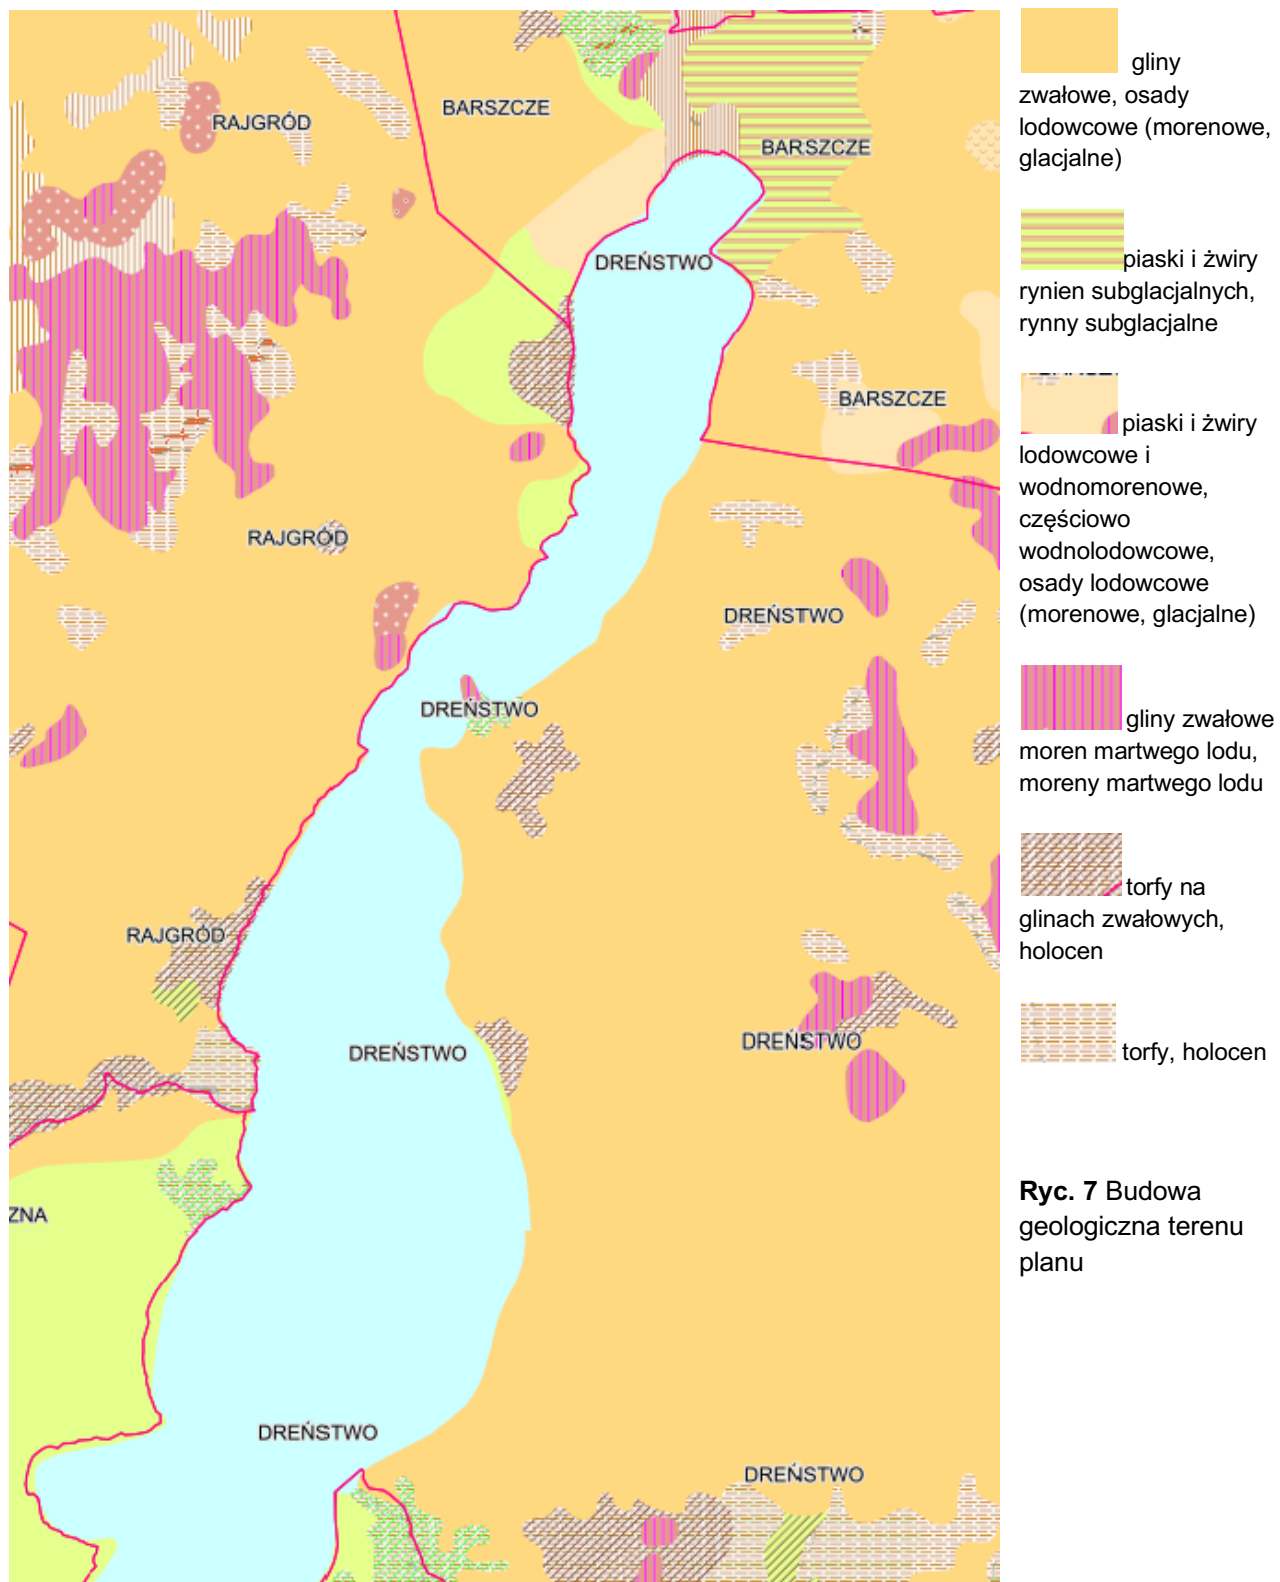 BARSZCZE
RAJGRÓD
BARSZCZE
DREŃSTWO
BARSZCZE
RAJGRÓD
DREŃSTWO
DREŃSTWO
RAJGRÓD
DREŃSTWO
DREŃSTWO
ZNA
DREŃSTWO
DREŃSTWO
gliny
zwałowe, osady
lodowcowe (morenowe,
glacjalne)
piaski i żwiry
rynien subglacjalnych,
rynny subglacjalne
piaski i żwiry
lodowcowe i
wodnomorenowe,
częściowo
wodnolodowcowe,
osady lodowcowe
(morenowe, glacjalne)
gliny zwałowe
moren martwego lodu,
moreny martwego lodu
torfy na
glinach zwałowych,
holocen
torfy, holocen
Ryc. 7 Budowa
geologiczna terenu
planu